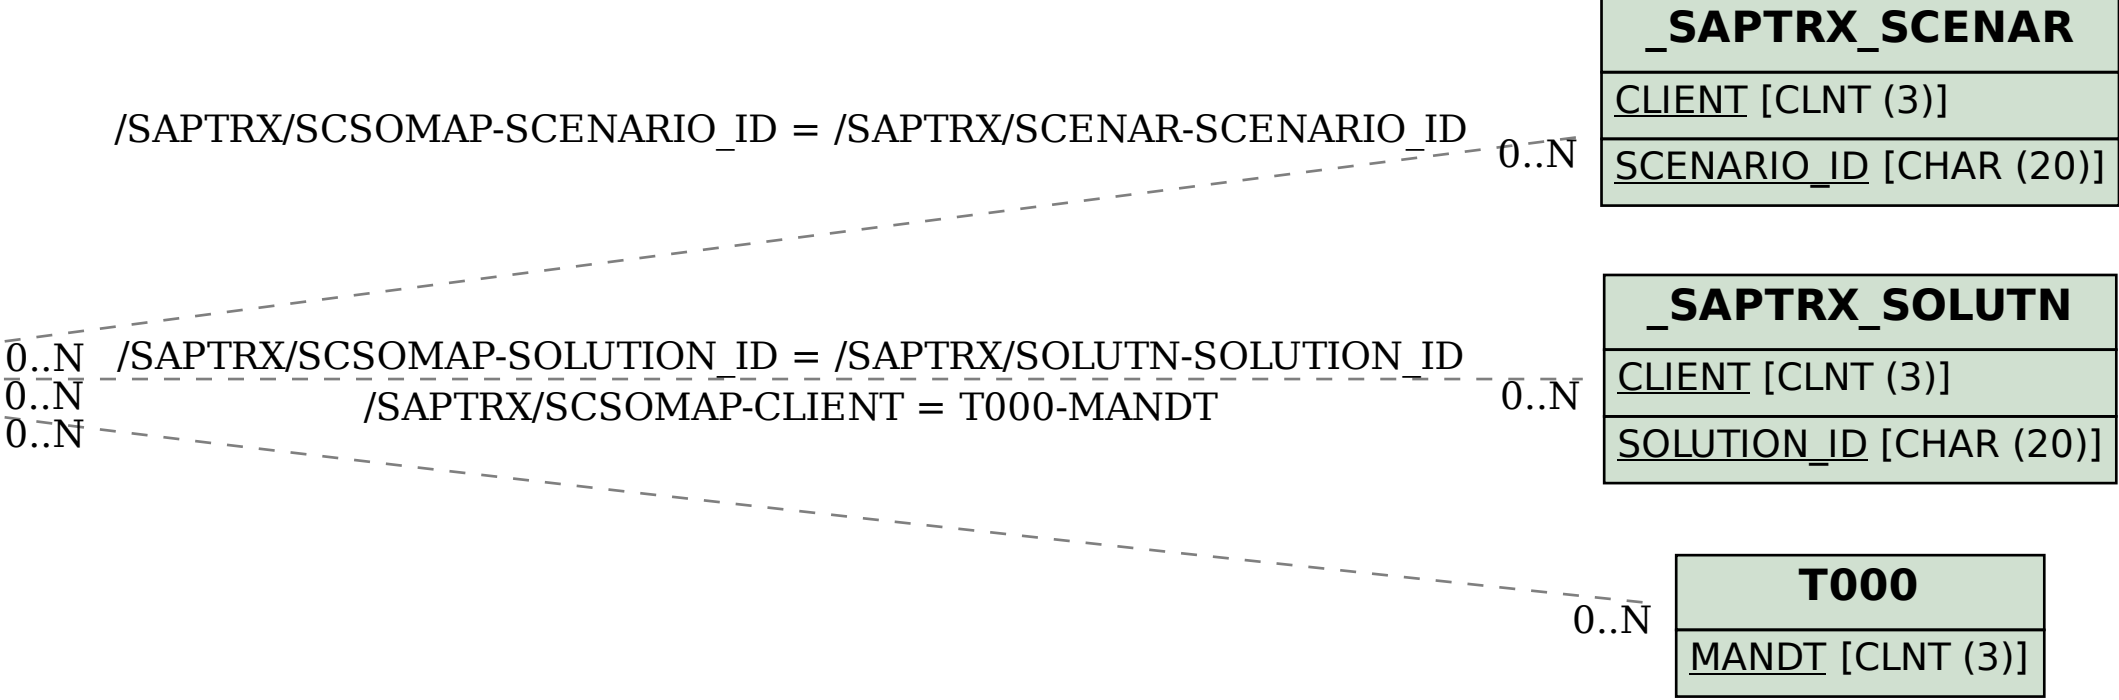 _SAPTRX_SCENAR
CLIENT [CLNT (3)]
/SAPTRX/SCSOMAP-SCENARIO_ID = /SAPTRX/SCENAR-SCENARIO_ID
0..N
SCENARIO_ID [CHAR (20)]
_SAPTRX_SOLUTN
0..N
/SAPTRX/SCSOMAP-SOLUTION_ID = /SAPTRX/SOLUTN-SOLUTION_ID
CLIENT [CLNT (3)]
0..N
0..N
/SAPTRX/SCSOMAP-CLIENT = T000-MANDT
0..N
SOLUTION_ID [CHAR (20)]
T000
0..N
MANDT [CLNT (3)]